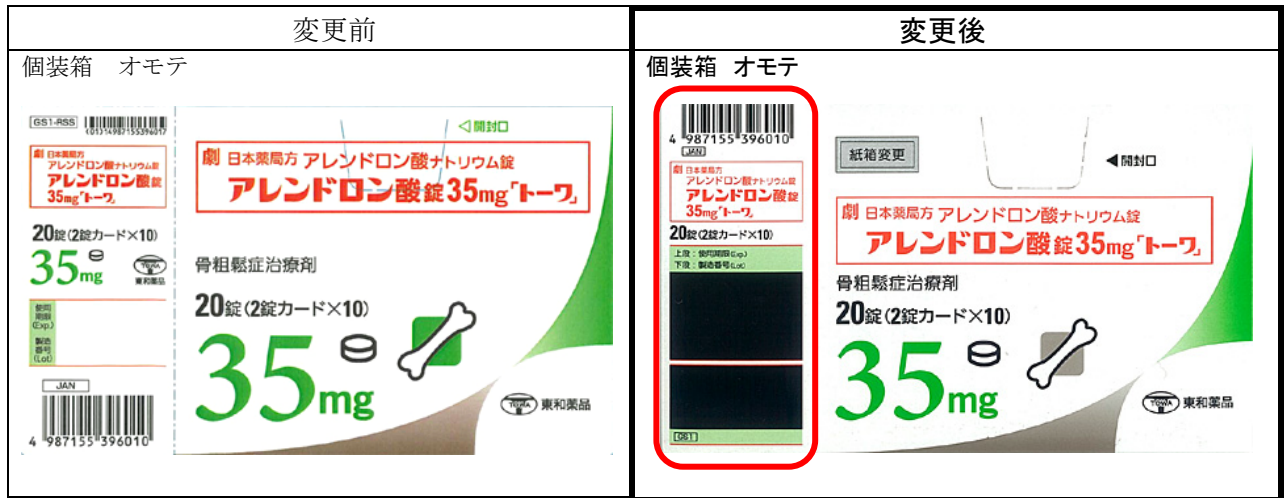 変更前
個装箱 オモテ
GS1-RSS
(01)14987155396017
劇 日本薬局方
アレンドロン酸ナトリウム錠
アレンドロン酸錠
35mg「トーワ」
20錠(2錠カード×10)
35mg
TOWA
東和薬品
使用
期限
(Exp.)
製造
番号
(Lot)
JAN
4 987155 396010
◁開封口
劇 日本薬局方 アレンドロン酸ナトリウム錠
アレンドロン酸錠35mg「トーワ」
骨粗鬆症治療剤
20錠(2錠カード×10)
35mg
TOWA 東和薬品
変更後
個装箱 オモテ
4 987155 396010
JAN
劇 日本薬局方
アレンドロン酸ナトリウム錠
アレンドロン酸錠
35mg「トーワ」
20錠(2錠カード×10)
上段:使用期限(Exp.)
下段:製造番号(Lot)
GS1
紙箱変更
◀開封口
劇 日本薬局方 アレンドロン酸ナトリウム錠
アレンドロン酸錠35mg「トーワ」
骨粗鬆症治療剤
20錠(2錠カード×10)
35mg
TOWA 東和薬品